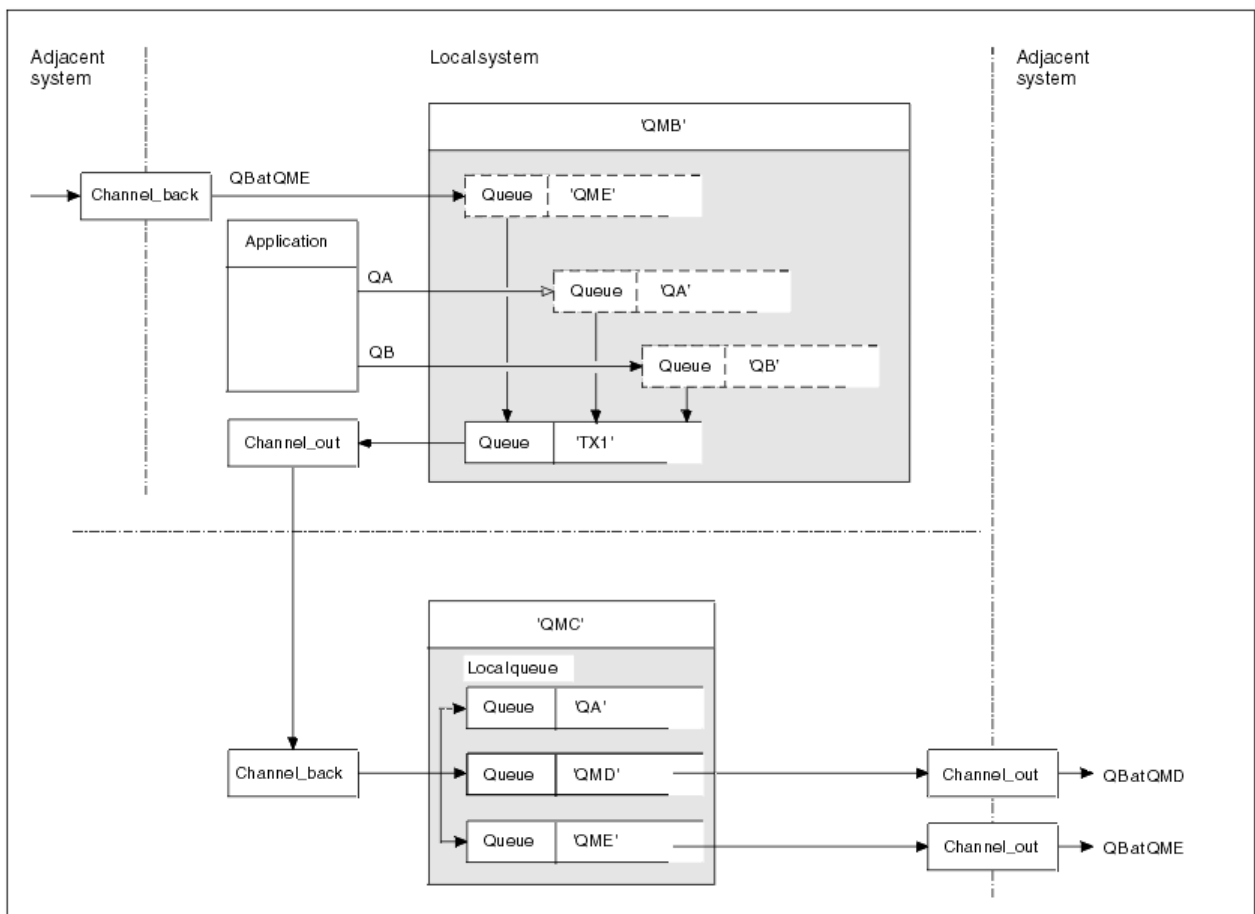 Adjacent
system
Localsystem
Adjacent
system
'QMB'
Channel_back
QBatQME
Queue
'QME'
Application
QA
Queue
'QA'
QB
Queue
'QB'
Channel_out
Queue
'TX1'
'QMC'
Localqueue
Queue
'QA'
Channel_back
Queue
'QMD'
Channel_out
QBatQMD
Queue
'QME'
Channel_out
QBatQME